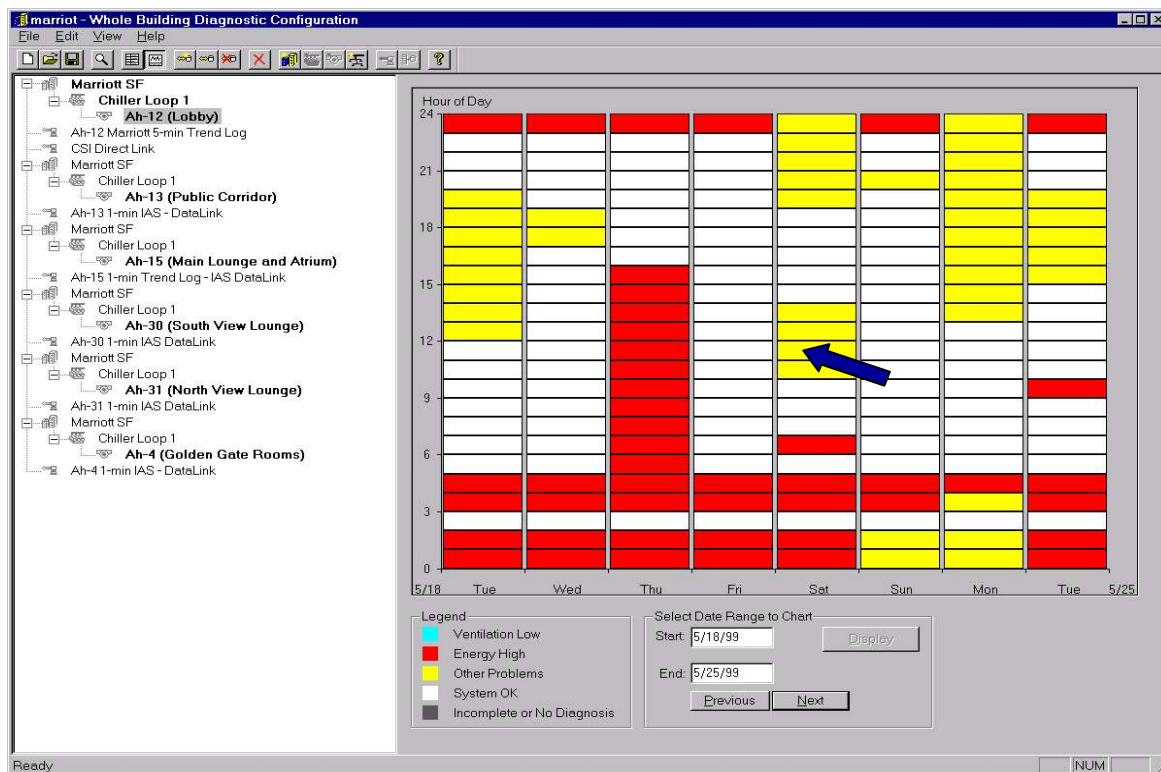 marriot - Whole Building Diagnostic Configuration
File Edit View Help
Marriott SF
Chiller Loop 1
Ah-12 (Lobby)
Ah-12 Marriott 5-min Trend Log
CSI Direct Link
Marriott SF
Chiller Loop 1
Ah-13 (Public Corridor)
Ah-13 1-min IAS - DataLink
Marriott SF
Chiller Loop 1
Ah-15 (Main Lounge and Atrium)
Ah-15 1-min Trend Log - IAS DataLink
Marriott SF
Chiller Loop 1
Ah-30 (South View Lounge)
Ah-30 1-min IAS DataLink
Marriott SF
Chiller Loop 1
Ah-31 (North View Lounge)
Ah-31 1-min IAS DataLink
Marriott SF
Chiller Loop 1
Ah-4 (Golden Gate Rooms)
Ah-4 1-min IAS - DataLink
Hour of Day
24
21
18
15
12
9
6
3
0
5/18 Tue Wed Thu Fri Sat Sun Mon Tue 5/25
Legend
Ventilation Low
Energy High
Other Problems
System OK
Incomplete or No Diagnosis
Select Date Range to Chart
Start: 5/18/99 Display
End: 5/25/99
Previous Next
Ready NUM